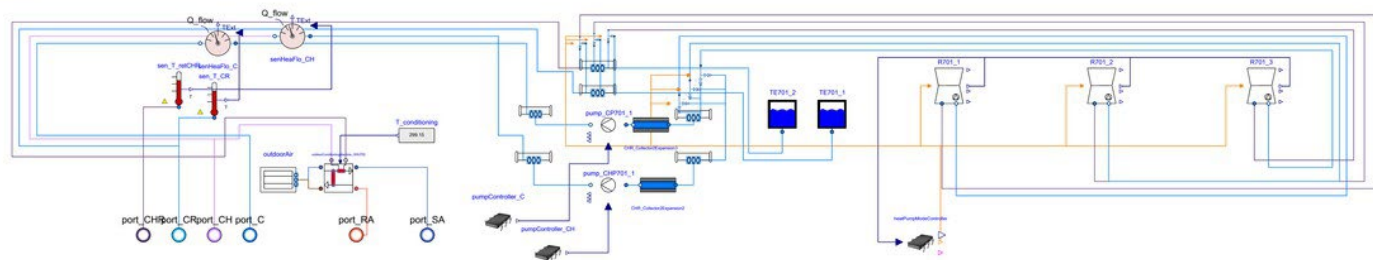 Q_flow
Q_flow
TExt
TExt
senHeaFlo_C
senHeaFlo_CH
sen_T_retCHR
sen_T_CR
T
T
T_conditioning
299.15
outdoorAir
port_CHR
port_CR
port_CH
port_C
port_RA
port_SA
pump_CP701_1
pump_CHP701_1
pumpController_C
pumpController_CH
TE701_2
TE701_1
R701_1
R701_2
R701_3
heatPumpModeController